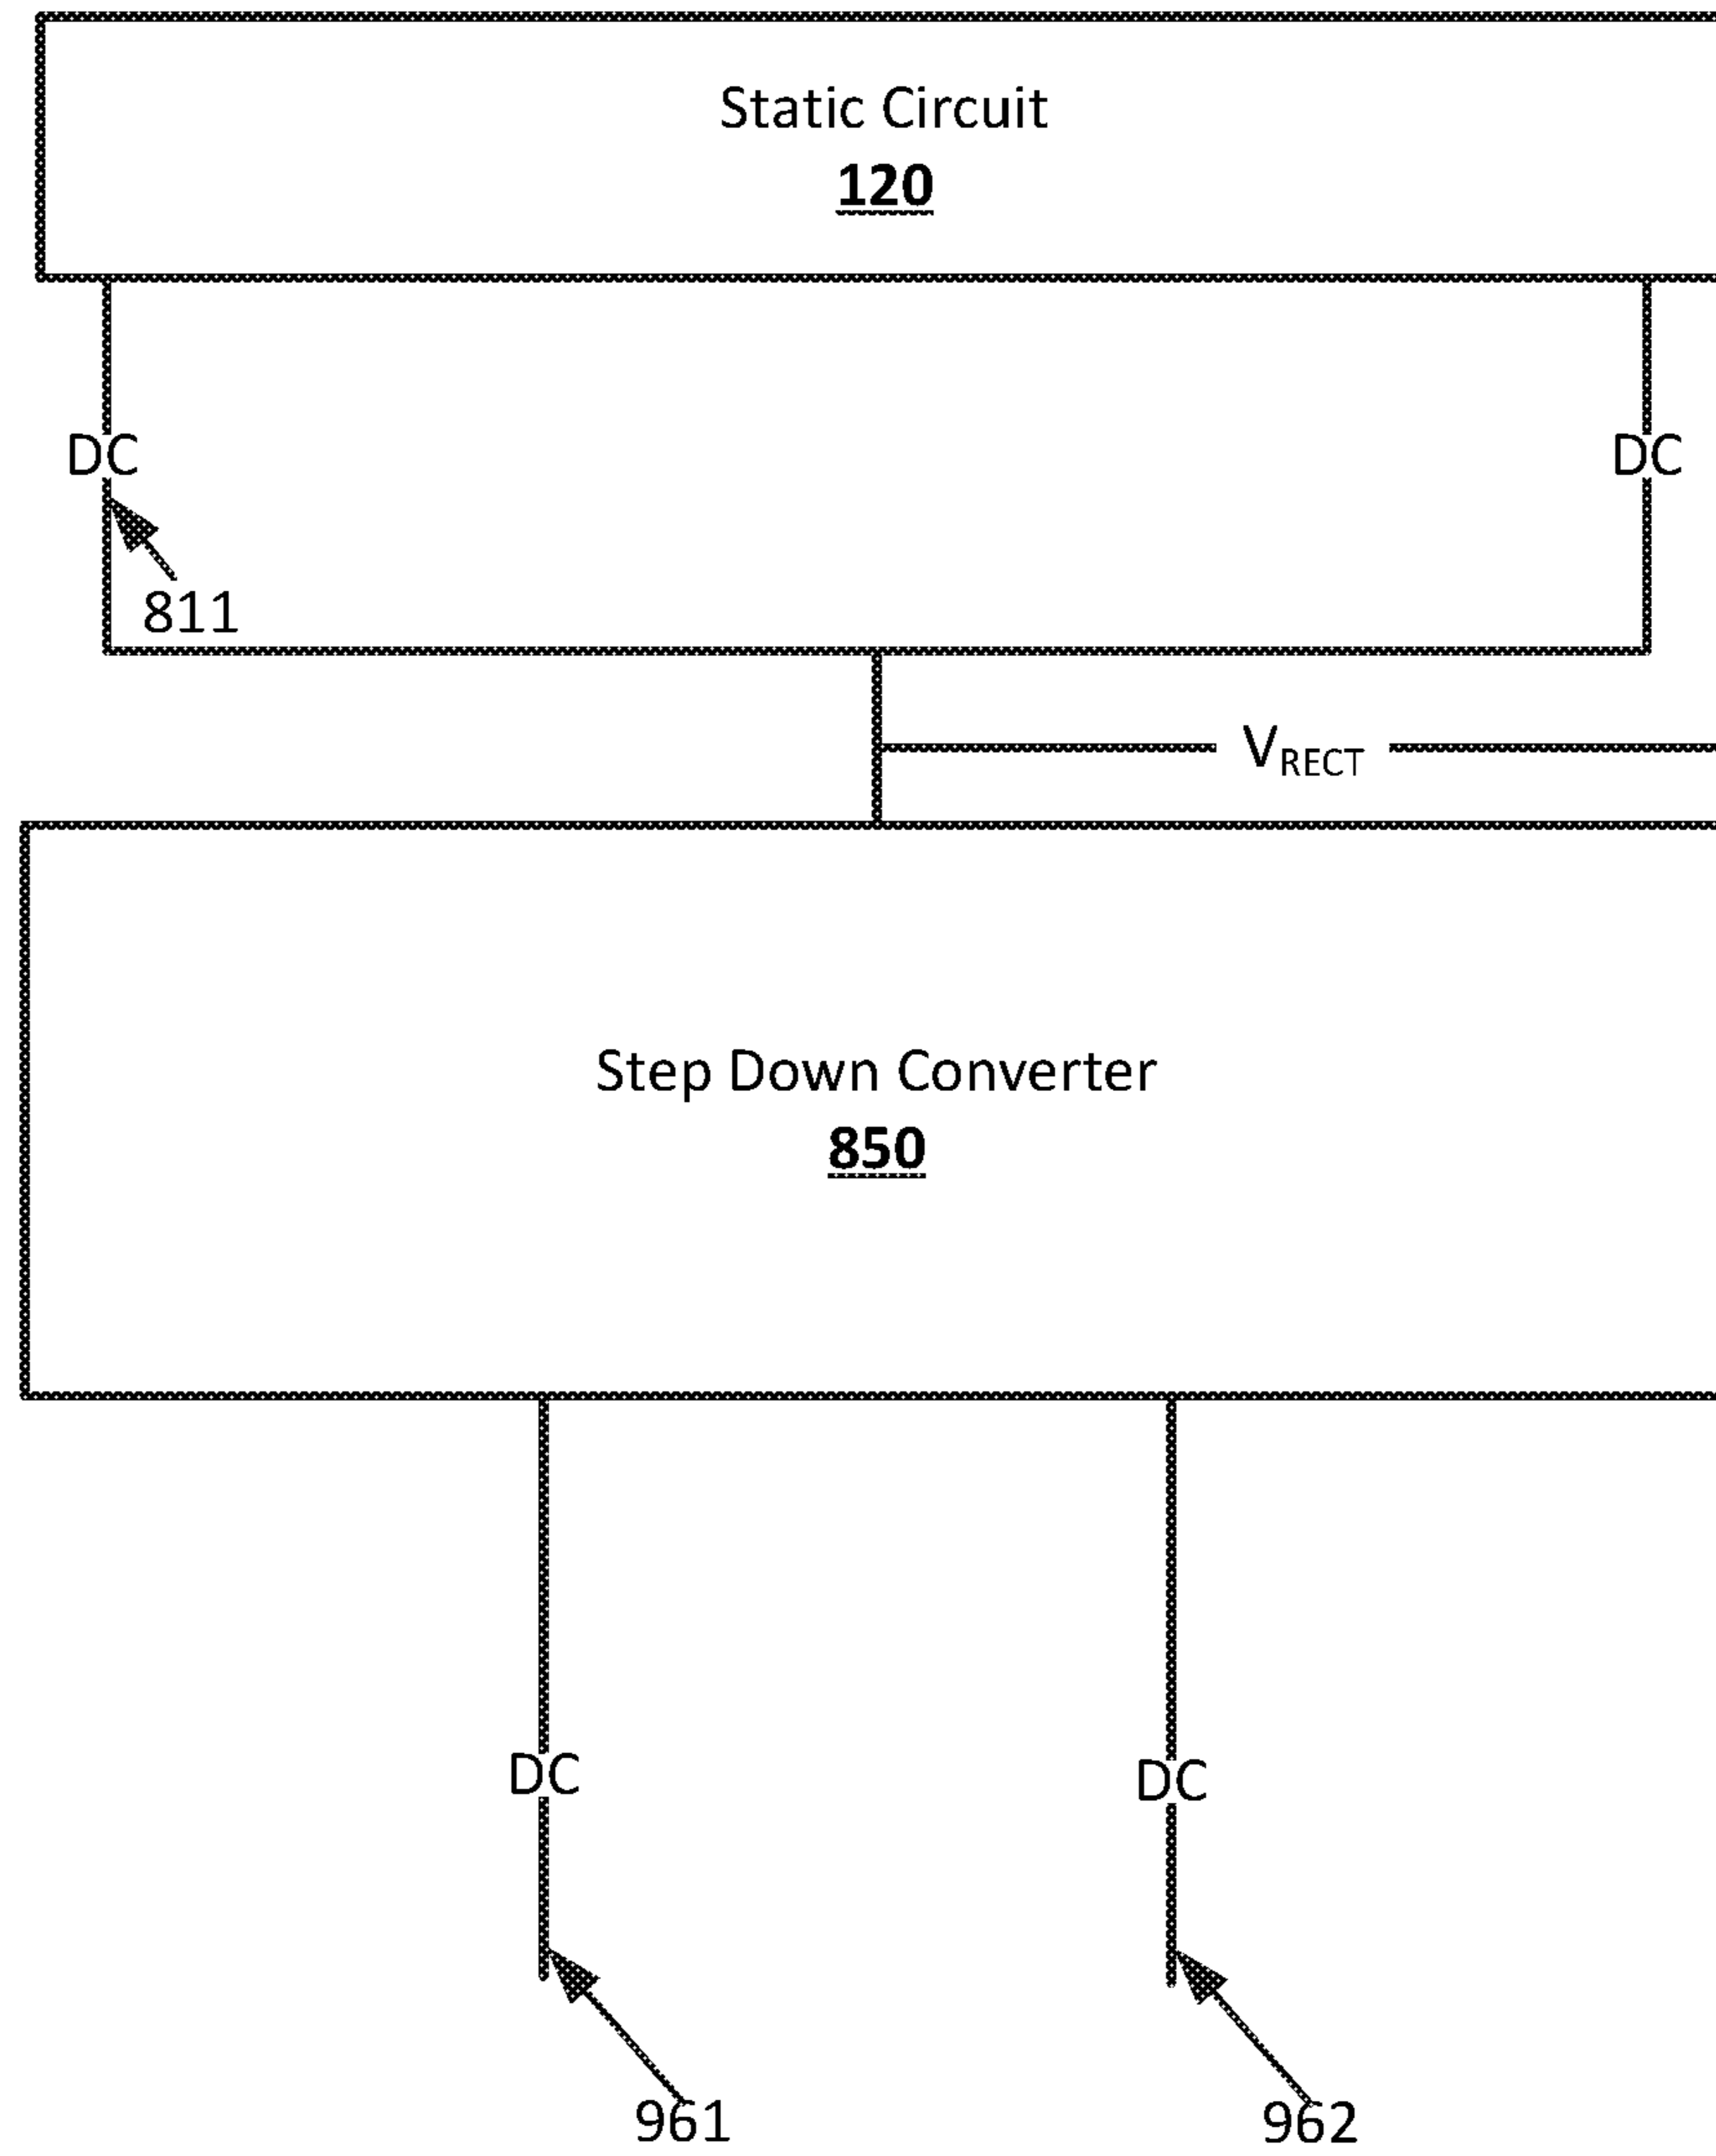 Static Circuit
120
DC
DC
811
VRECT
Step Down Converter
850
DC
DC
961
962